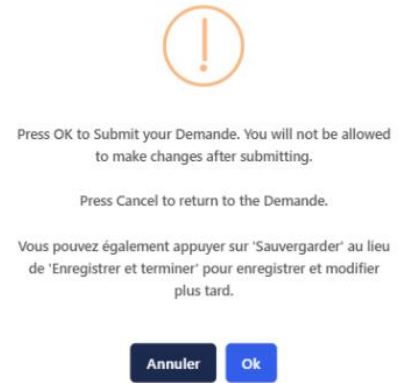 Press OK to Submit your Demande. You will not be allowed
to make changes after submitting.
Press Cancel to return to the Demande.
Vous pouvez également appuyer sur 'Sauvergarder' au lieu
de 'Enregistrer et terminer' pour enregistrer et modifier
plus tard.
Annuler Ok